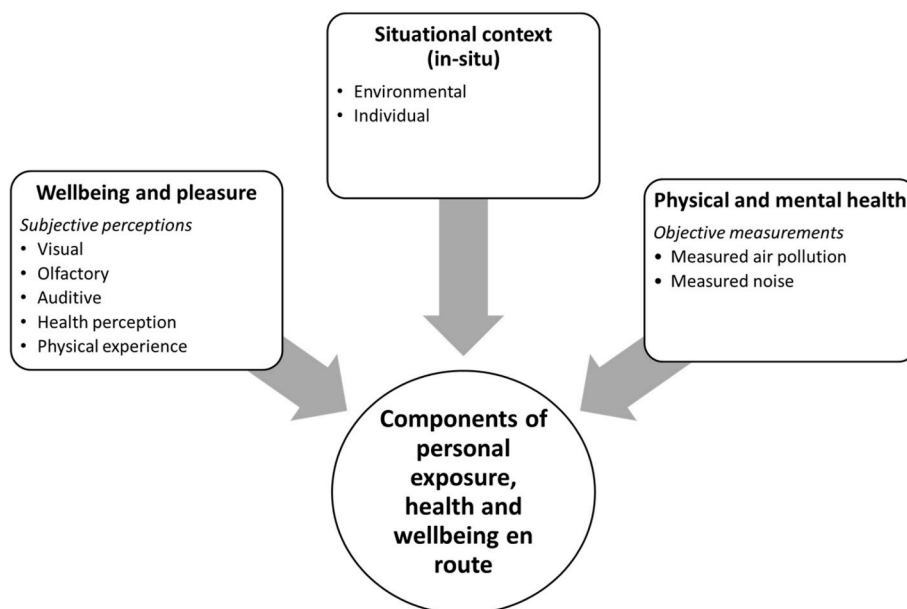 Situational context
(in-situ)
• Environmental
• Individual
Wellbeing and pleasure
Subjective perceptions
• Visual
• Olfactory
• Auditive
• Health perception
• Physical experience
Physical and mental health
Objective measurements
• Measured air pollution
• Measured noise
Components of
personal
exposure,
health and
wellbeing en
route